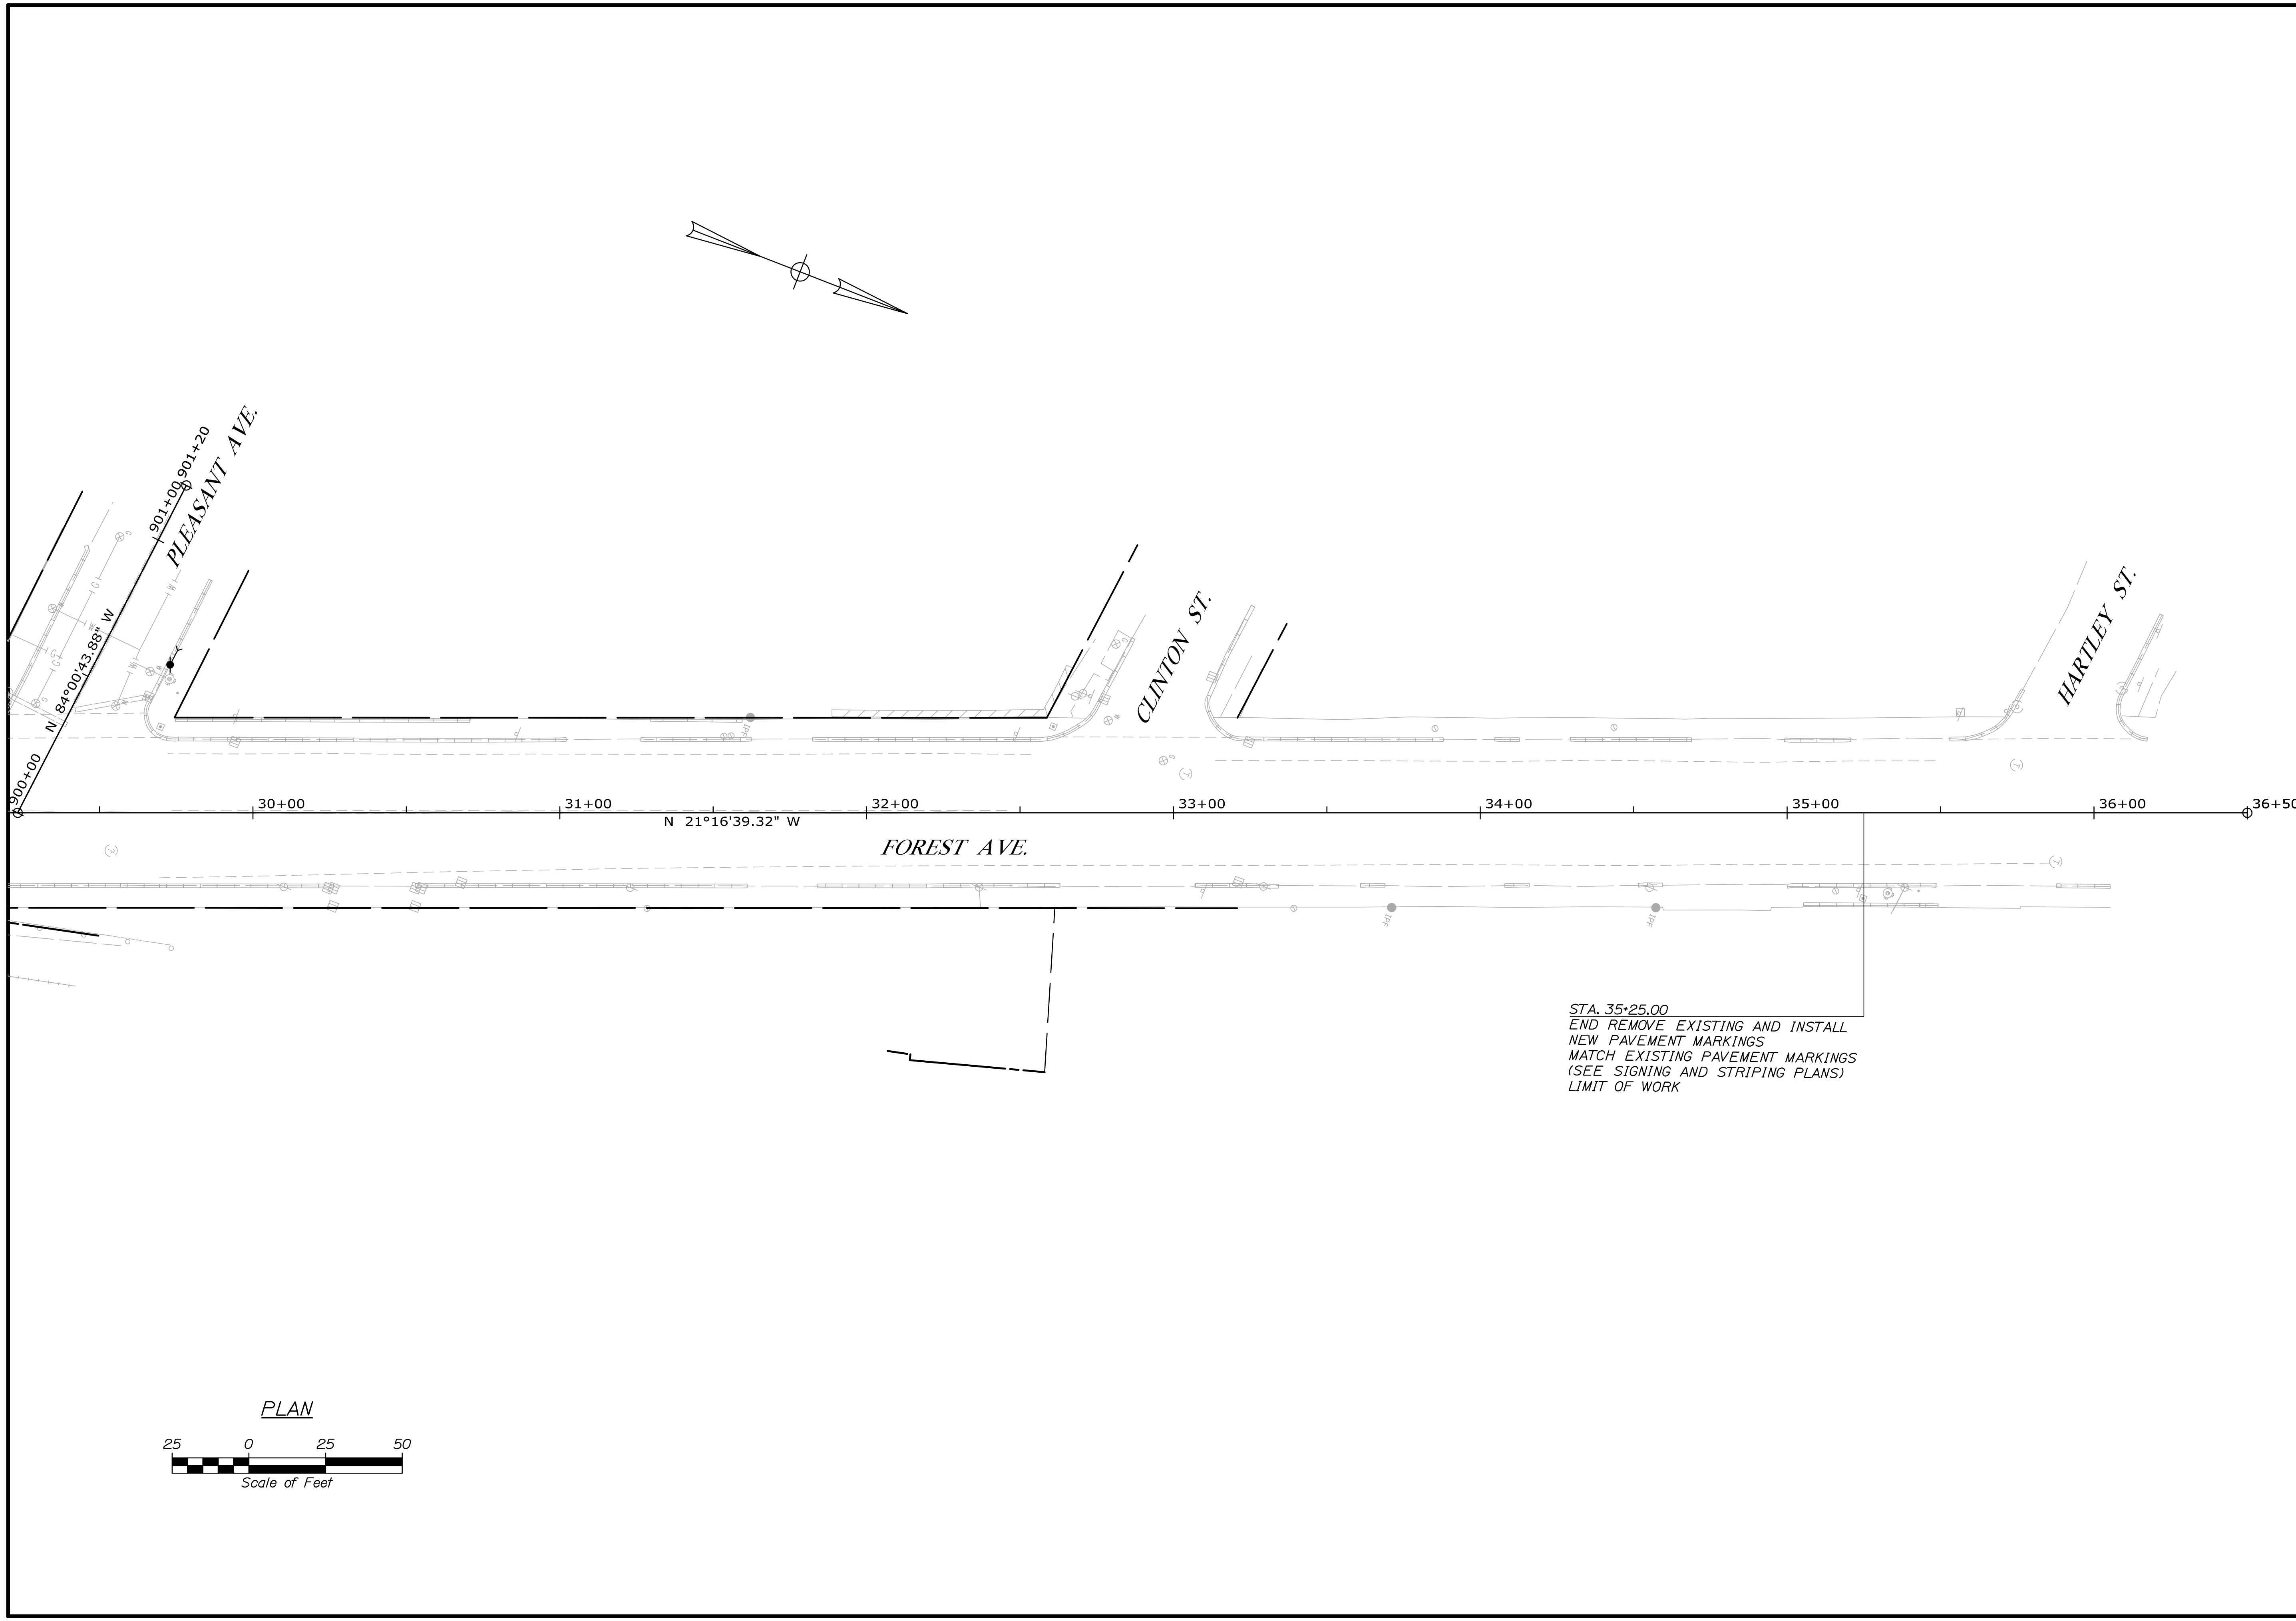 901+20
901+00
PLEASANT AVE.
N 84°00'43.88" W
900+00
CLINTON ST.
HARTLEY ST.
G
G
W
G
G
W
IPF
30+00
31+00
32+00
33+00
34+00
35+00
36+00
36+50
N 21°16'39.32" W
FOREST AVE.
IPF
IPF
STA. 35+25.00
END REMOVE EXISTING AND INSTALL
NEW PAVEMENT MARKINGS
MATCH EXISTING PAVEMENT MARKINGS
(SEE SIGNING AND STRIPING PLANS)
LIMIT OF WORK
PLAN
25 0 25 50
Scale of Feet